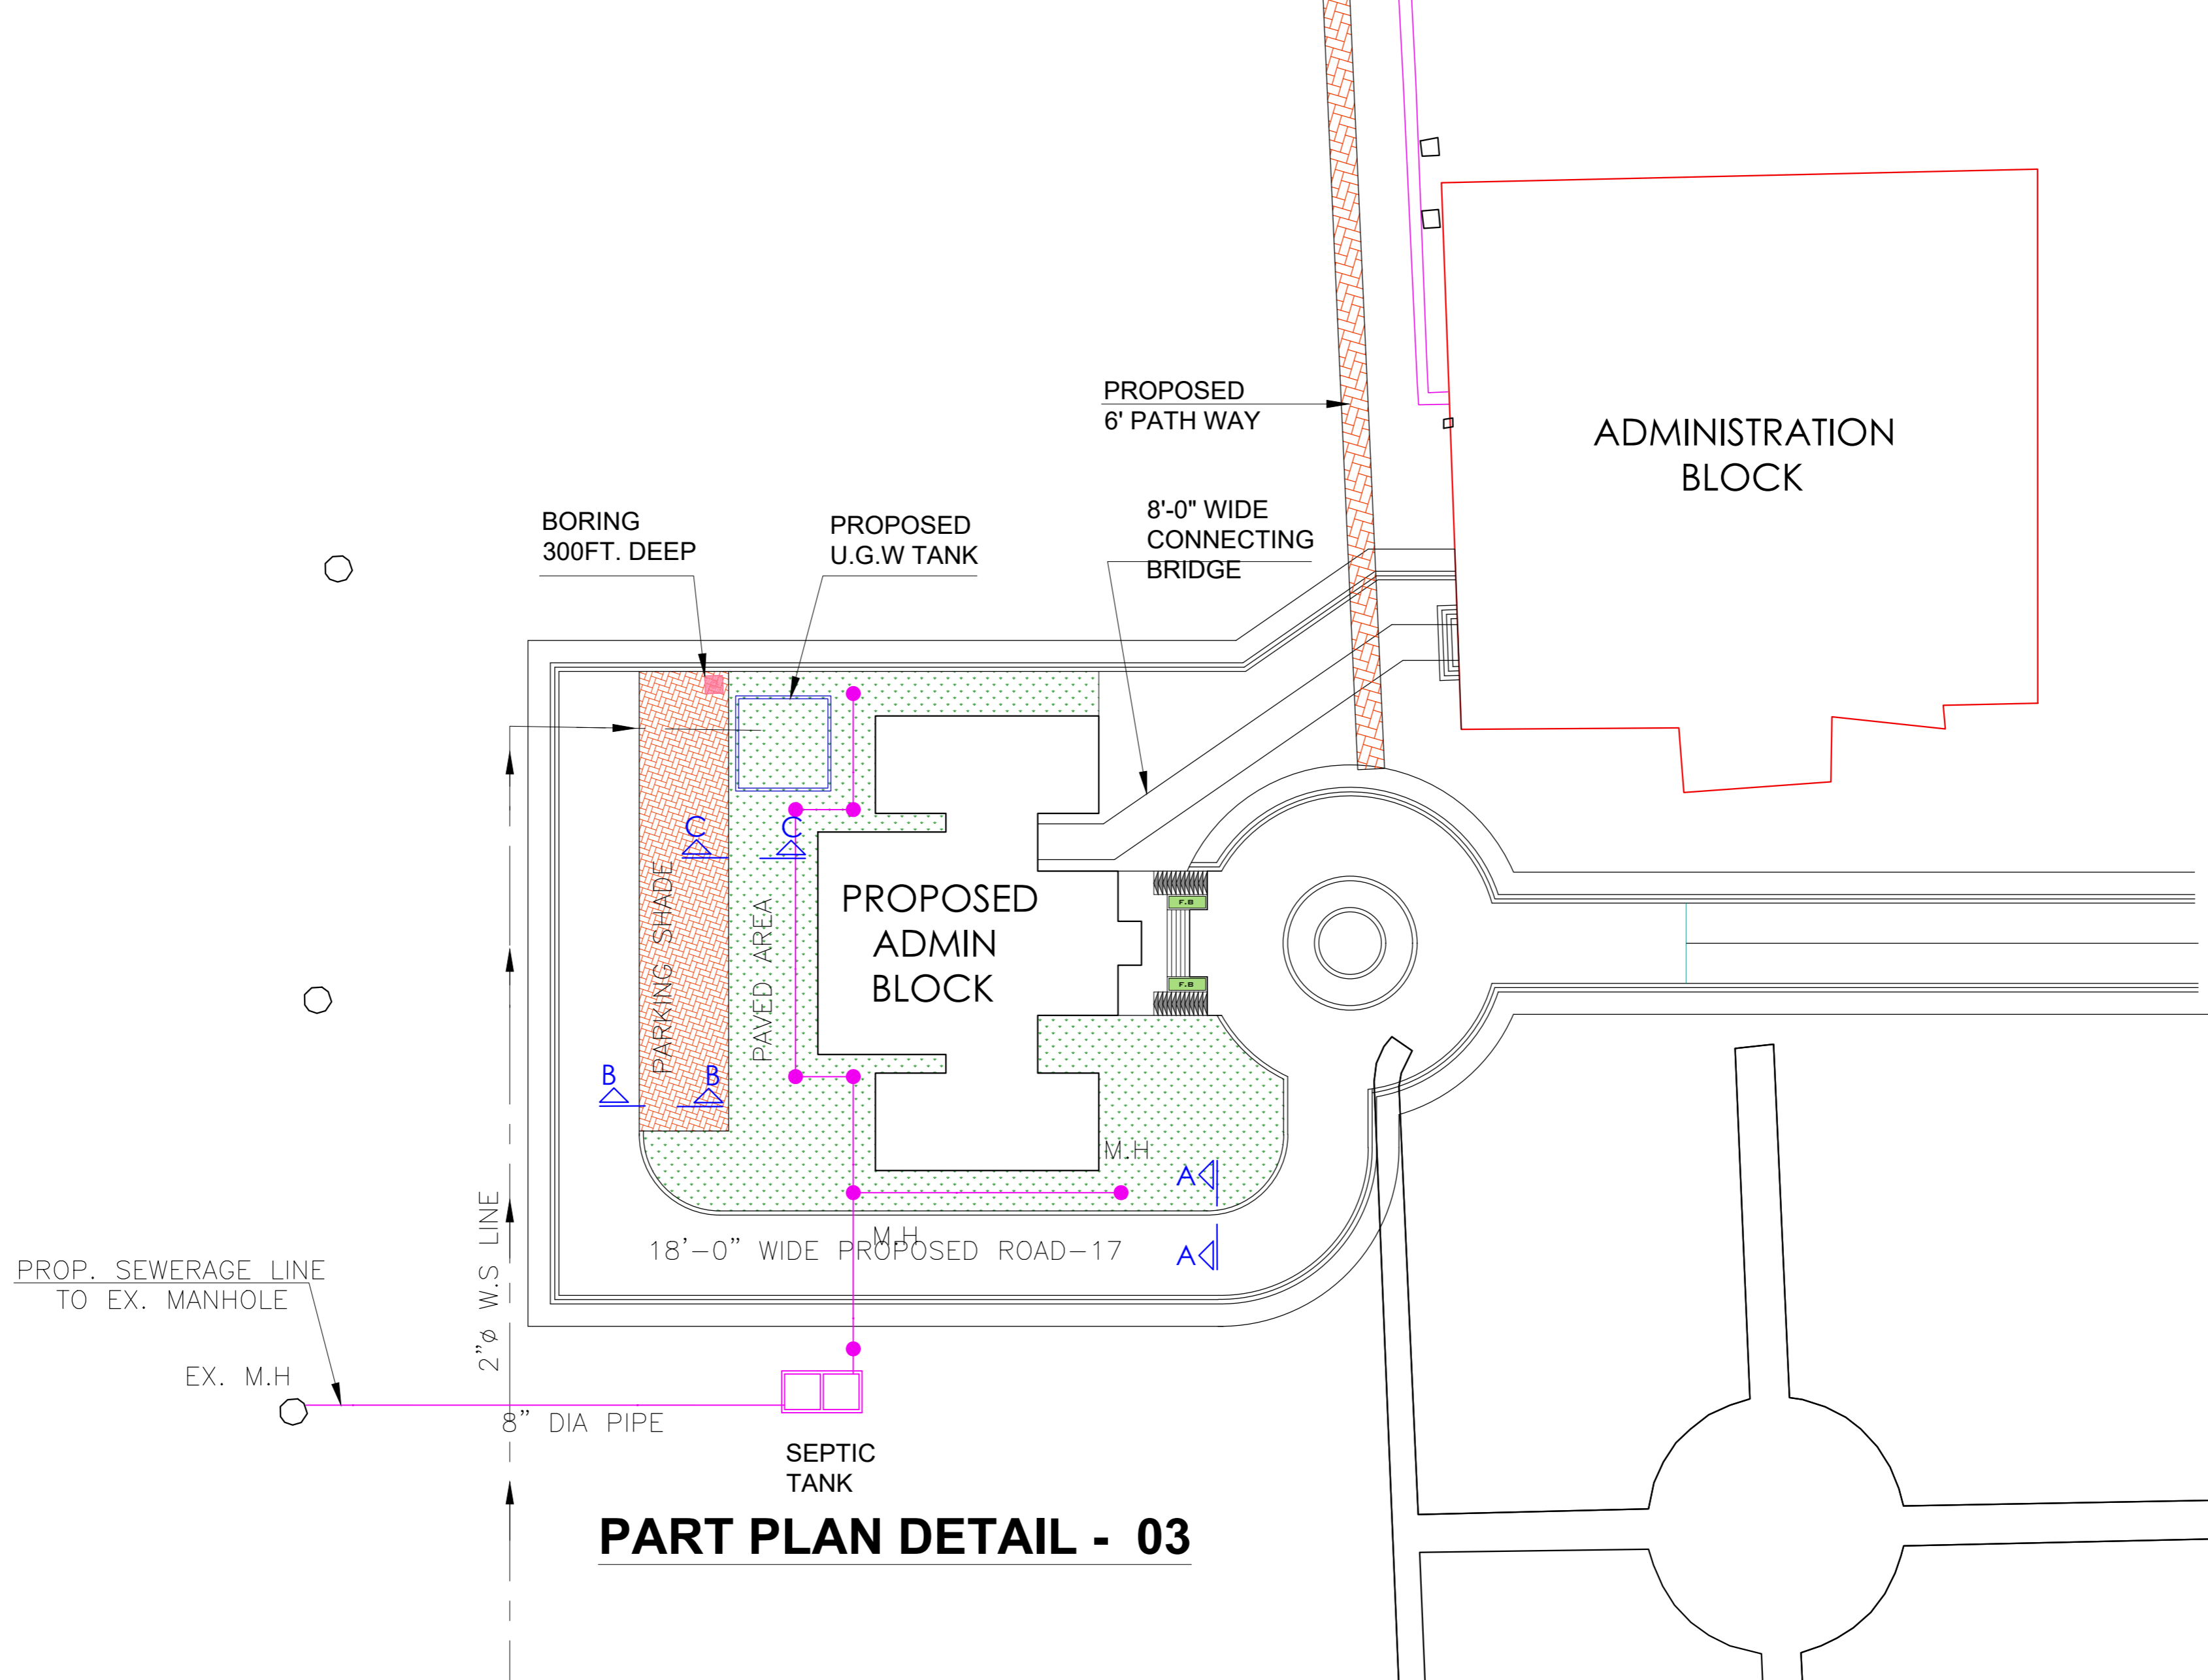 PROPOSED
6' PATH WAY
ADMINISTRATION
BLOCK
BORING
300FT. DEEP
PROPOSED
U.G.W TANK
8'-0" WIDE
CONNECTING
BRIDGE
C
C
PARKING SHADE
PAVED AREA
PROPOSED
ADMIN
BLOCK
F.B
F.B
B
B
M.H
A
A
M.H
18’-0” WIDE PROPOSED ROAD-17
2”ø W.S LINE
PROP. SEWERAGE LINE
TO EX. MANHOLE
EX. M.H
8” DIA PIPE
SEPTIC
TANK
PART PLAN DETAIL - 03